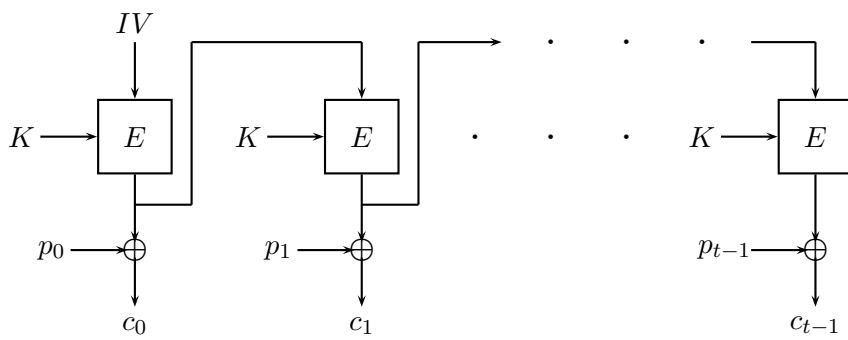 IV
K E K E K E
p₀ p₁ pₜ₋₁
c₀ c₁ cₜ₋₁